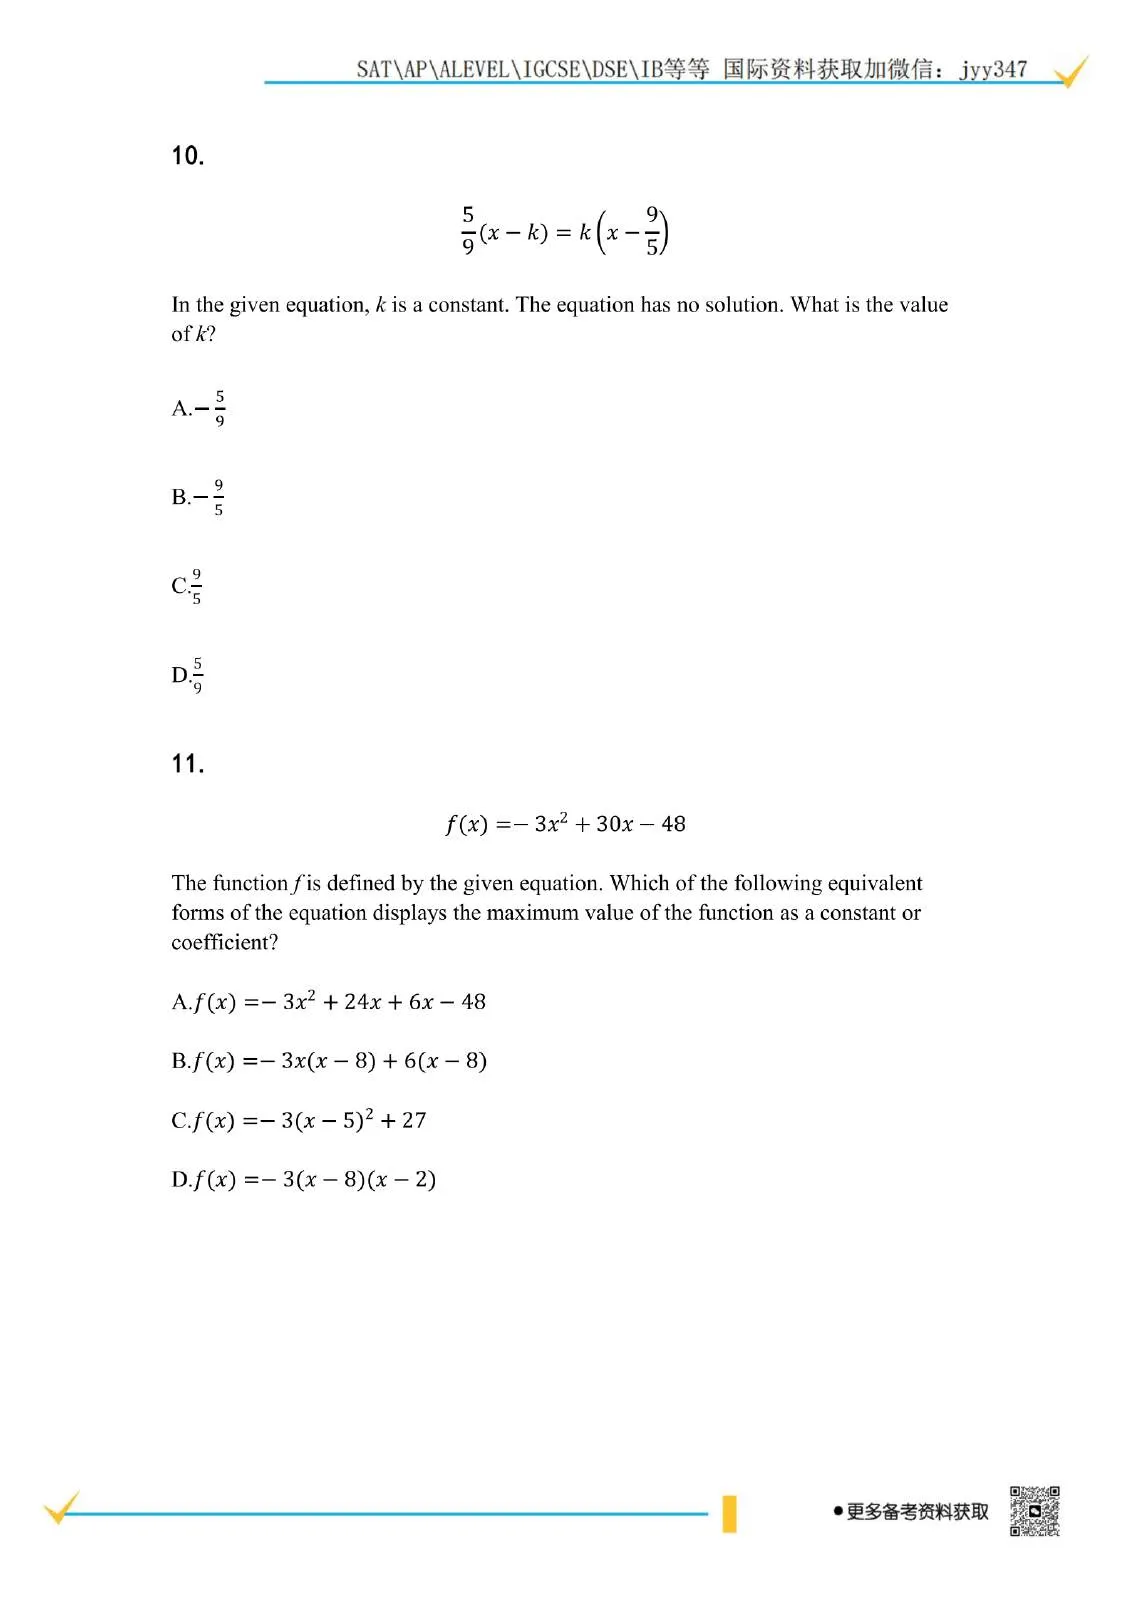 SAT\AP\ALEVEL\IGCSE\DSE\IB等等 国际资料获取加微信：jyy347
10.
5/9(x − k) = k(x − 9/5)
In the given equation, k is a constant. The equation has no solution. What is the value
of k?
A.− 5/9
B.− 9/5
C.9/5
D.5/9
11.
f(x) =− 3x² + 30x − 48
The function f is defined by the given equation. Which of the following equivalent
forms of the equation displays the maximum value of the function as a constant or
coefficient?
A.f(x) =− 3x² + 24x + 6x − 48
B.f(x) =− 3x(x − 8) + 6(x − 8)
C.f(x) =− 3(x − 5)² + 27
D.f(x) =− 3(x − 8)(x − 2)
●更多备考资料获取